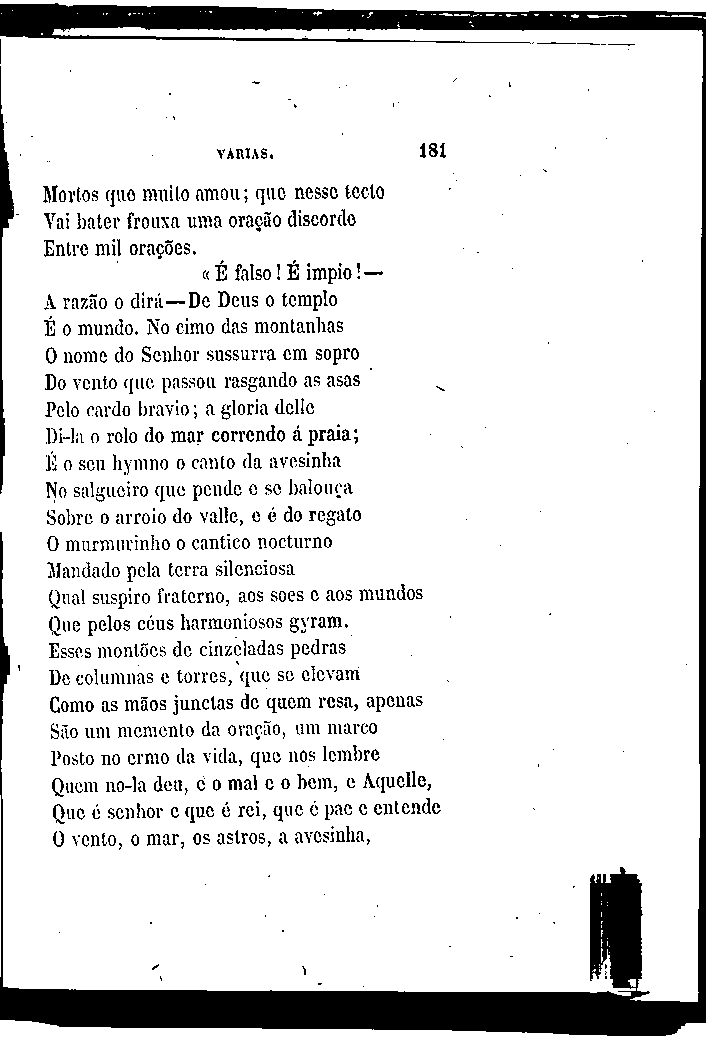 VARIAS. 181
Mortos que muito amou; que nesse tecto
Vai bater frouxa uma oração discorde
Entre mil orações.
« É falso! É impio!—
A razão o dirá—De Deus o templo
É o mundo. No cimo das montanhas
O nome do Senhor sussurra em sopro
Do vento que passou rasgando as asas
Pelo cardo bravio; a gloria delle
Di-la o rolo do mar correndo á praia;
É o seu hymno o canto da avesinha
No salgueiro que pende e se balouça
Sobre o arroio do valle, e é do regato
O murmurinho o cantico nocturno
Mandado pela terra silenciosa
Qual suspiro fraterno, aos soes e aos mundos
Que pelos céus harmoniosos gyram.
Esses montões de cinzeladas pedras
De columnas e torres, que se elevam
Como as mãos junctas de quem resa, apenas
São um memento da oração, um marco
Posto no ermo da vida, que nos lembre
Quem no-la deu, e o mal e o bem, e Aquelle,
Que é senhor e que é rei, que é pae e entende
O vento, o mar, os astros, a avesinha,